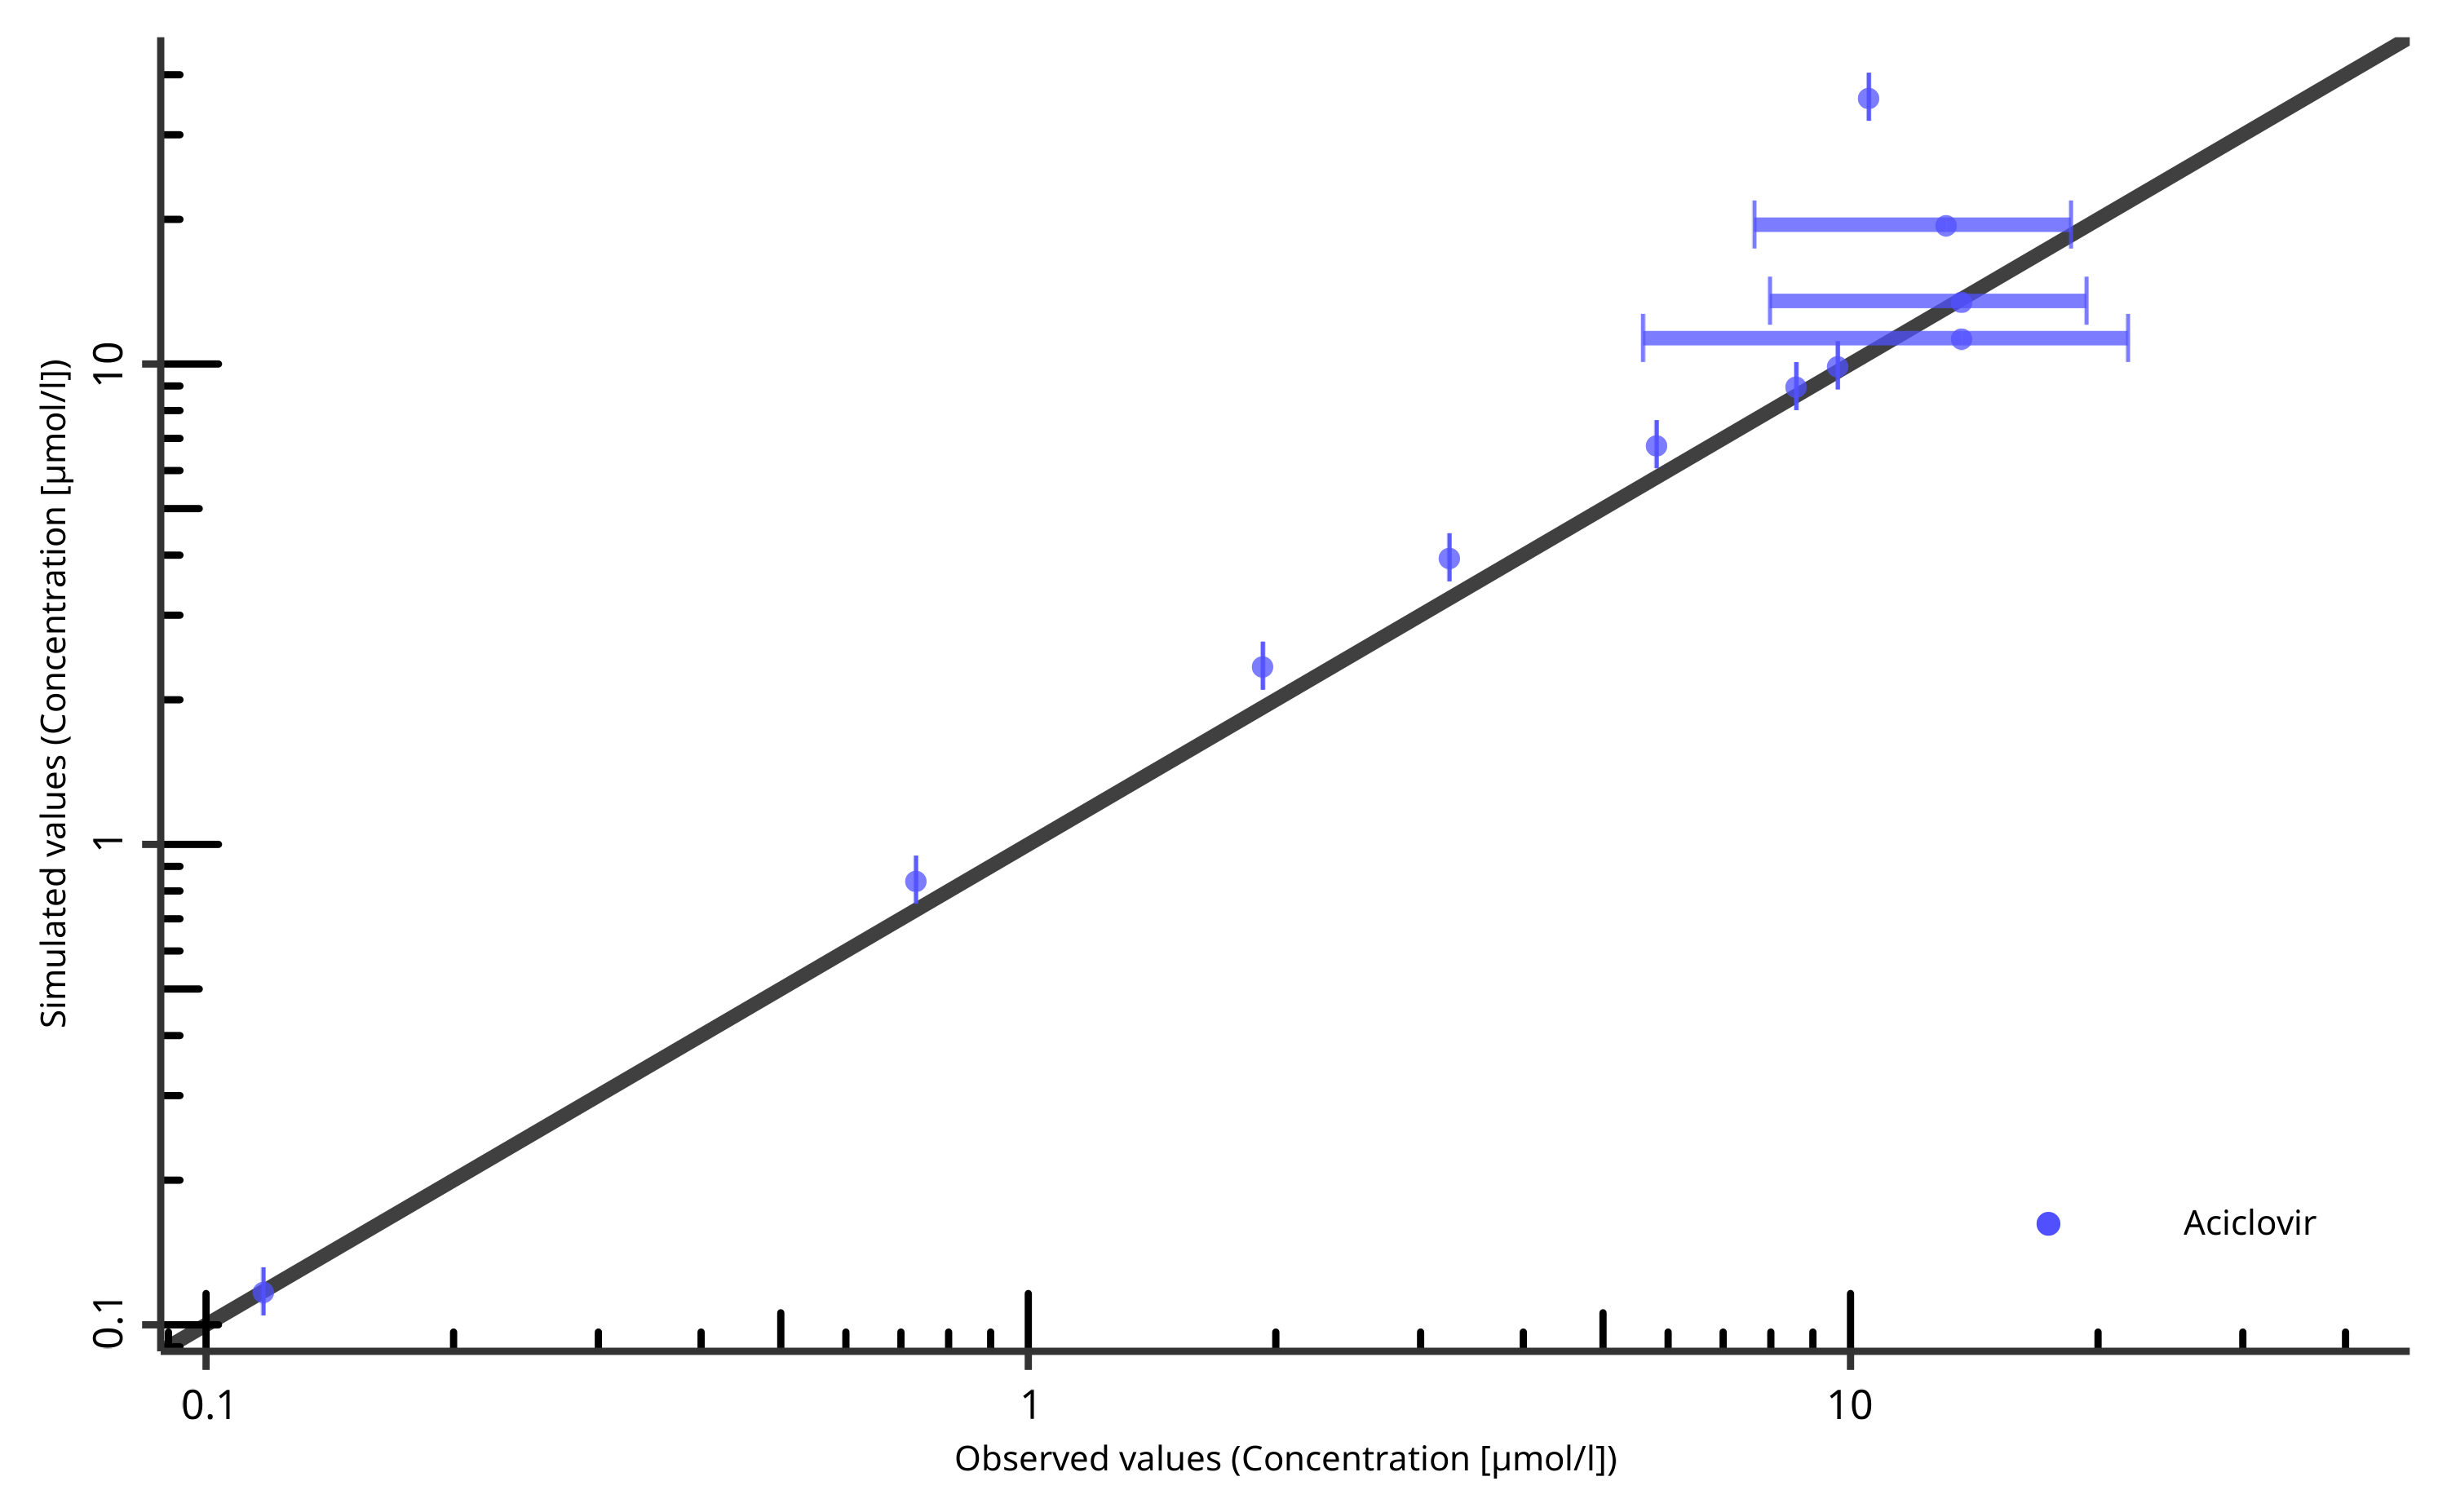 Simulated values (Concentration [µmol/l])
10
1
0.1
Aciclovir
0.1
1
10
Observed values (Concentration [µmol/l])